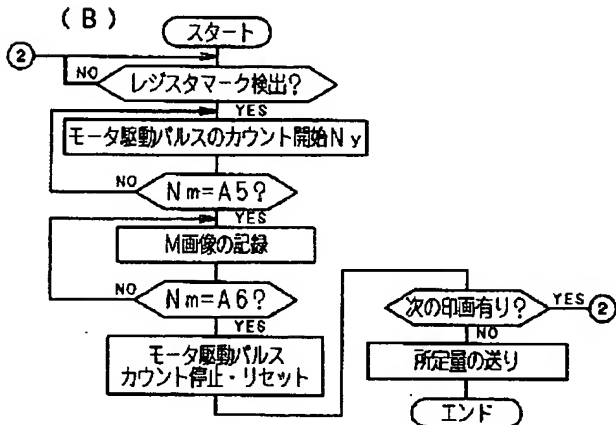 (B)
スタート
②
NO
レジスタマーク検出?
YES
モータ駆動パルスのカウント開始Ny
NO
Nm=A5?
YES
M画像の記録
NO
Nm=A6?
YES
モータ駆動パルス
カウント停止・リセット
次の印画有り?
YES
②
NO
所定量の送り
エンド